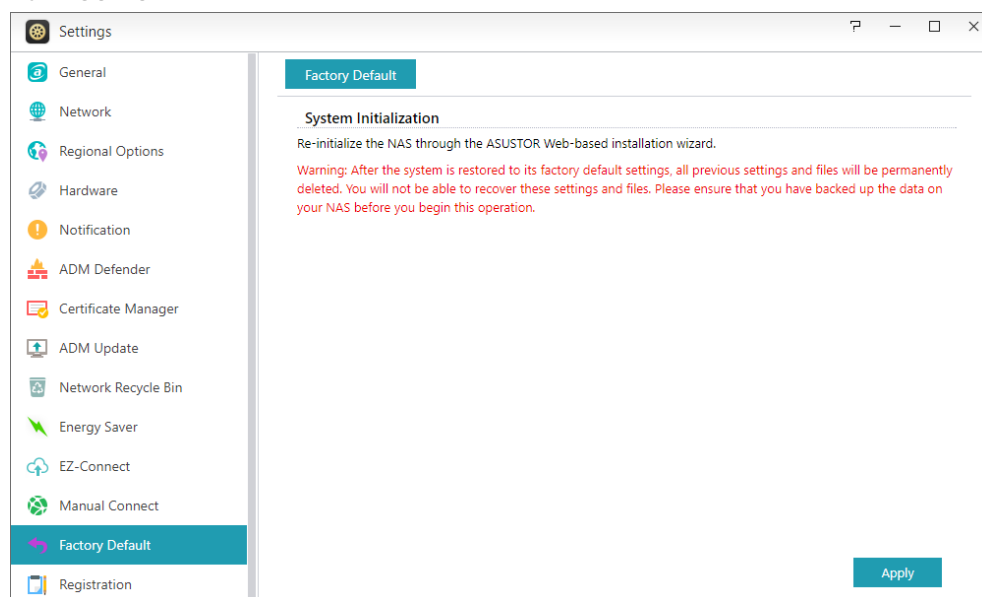 Settings
General
Network
Regional Options
Hardware
Notification
ADM Defender
Certificate Manager
ADM Update
Network Recycle Bin
Energy Saver
EZ-Connect
Manual Connect
Factory Default
Registration
Factory Default
System Initialization
Re-initialize the NAS through the ASUSTOR Web-based installation wizard.
Warning: After the system is restored to its factory default settings, all previous settings and files will be permanently
deleted. You will not be able to recover these settings and files. Please ensure that you have backed up the data on
your NAS before you begin this operation.
Apply